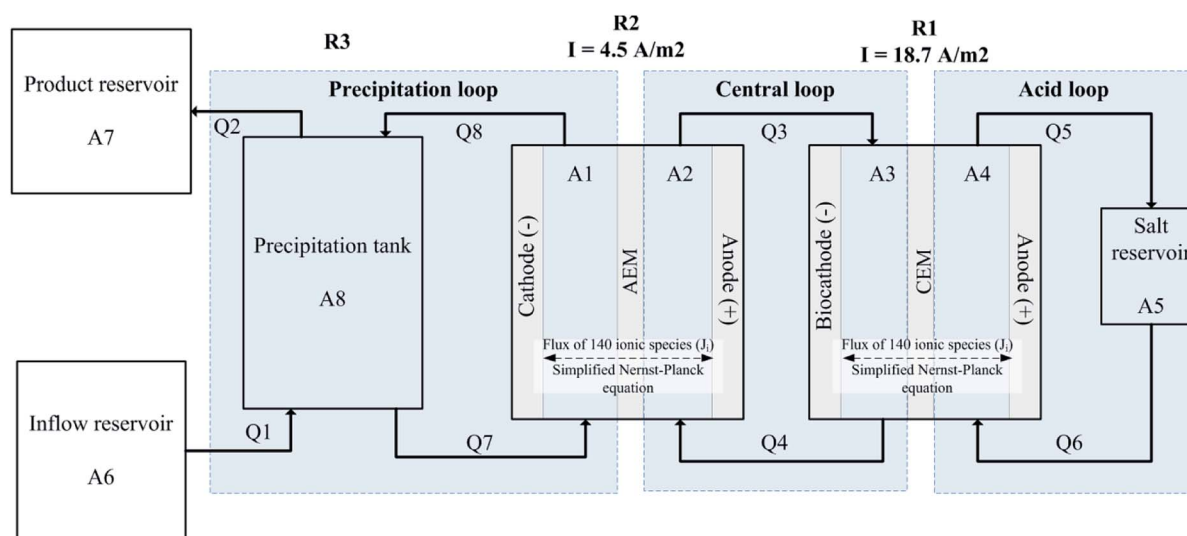 R3
R2
I = 4.5 A/m2
R1
I = 18.7 A/m2
Product reservoir
A7
Q2
Precipitation loop
Q8
Precipitation tank
A8
Inflow reservoir
A6
Q1
Q7
Cathode (-)
A1
AEM
A2
Anode (+)
Flux of 140 ionic species (Jᵢ)
Simplified Nernst-Planck
equation
Central loop
Q3
Q4
Biocathode (-)
A3
CEM
A4
Anode (+)
Flux of 140 ionic species (Jᵢ)
Simplified Nernst-Planck
equation
Acid loop
Q5
Salt
reservoir
A5
Q6